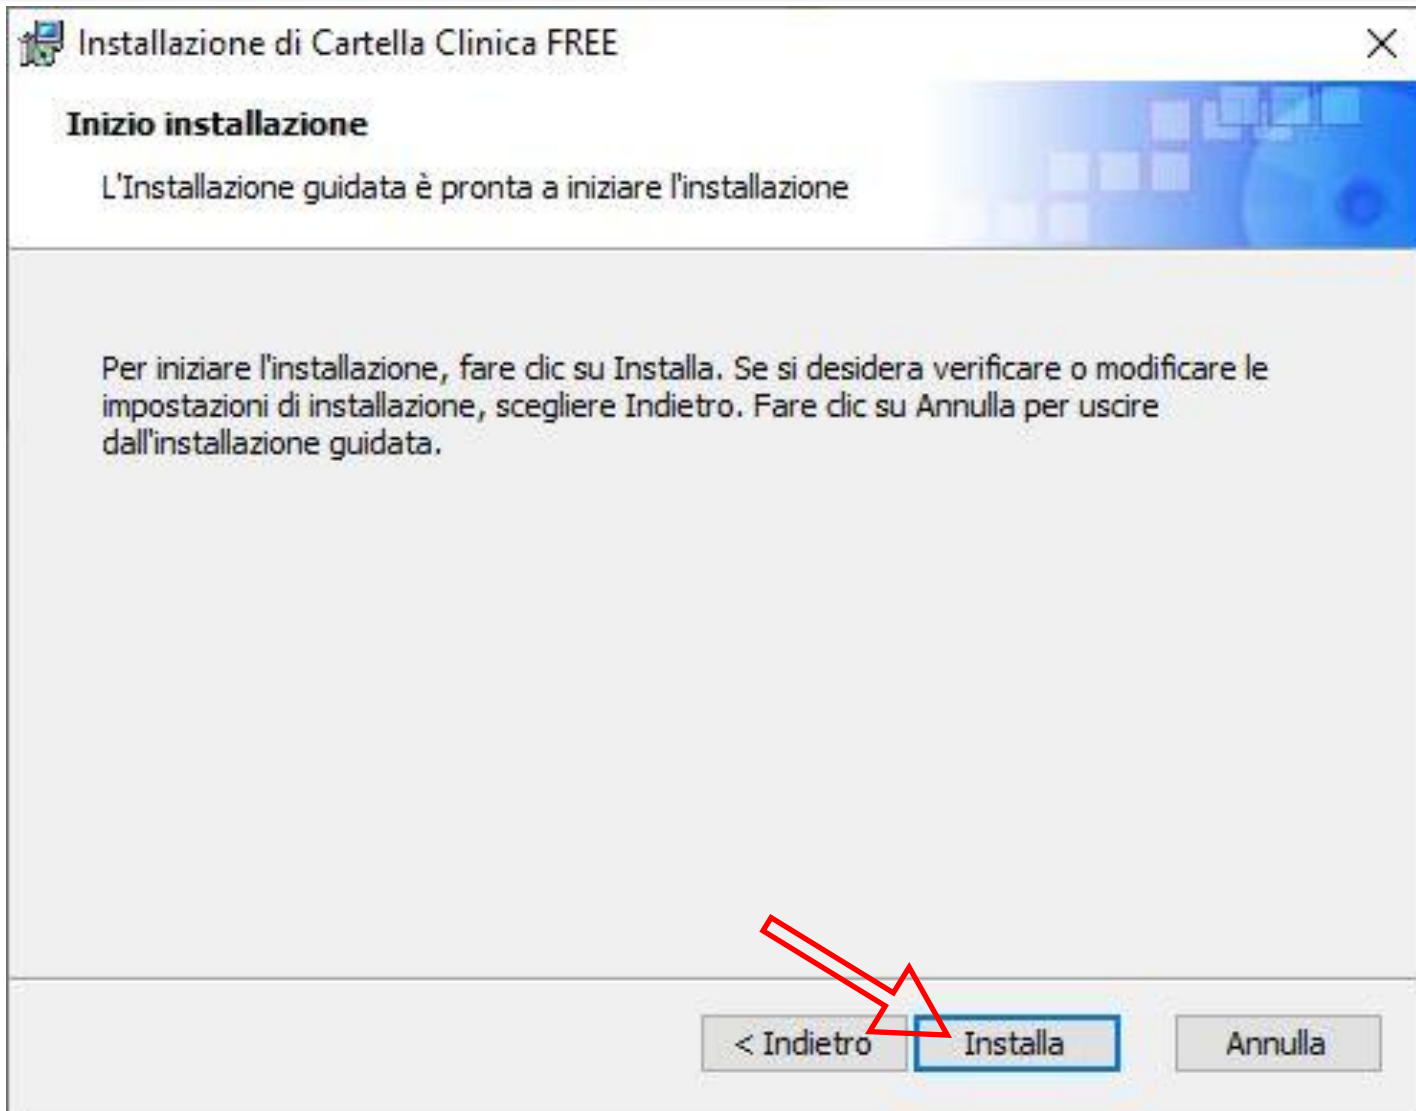 Installazione di Cartella Clinica FREE
Inizio installazione
L'Installazione guidata è pronta a iniziare l'installazione
Per iniziare l'installazione, fare clic su Installa. Se si desidera verificare o modificare le
impostazioni di installazione, scegliere Indietro. Fare clic su Annulla per uscire
dall'installazione guidata.
< Indietro
Installa
Annulla